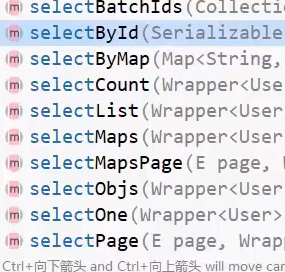 selectBatchIds(Collectio
selectById(Serializable
selectByMap(Map<String,
selectCount(Wrapper<User
selectList(Wrapper<User>
selectMaps(Wrapper<User>
selectMapsPage(E page, W
selectObjs(Wrapper<User>
selectOne(Wrapper<User>
selectPage(E page, Wrapp
Ctrl+向下箭头 and Ctrl+向上箭头 will move car